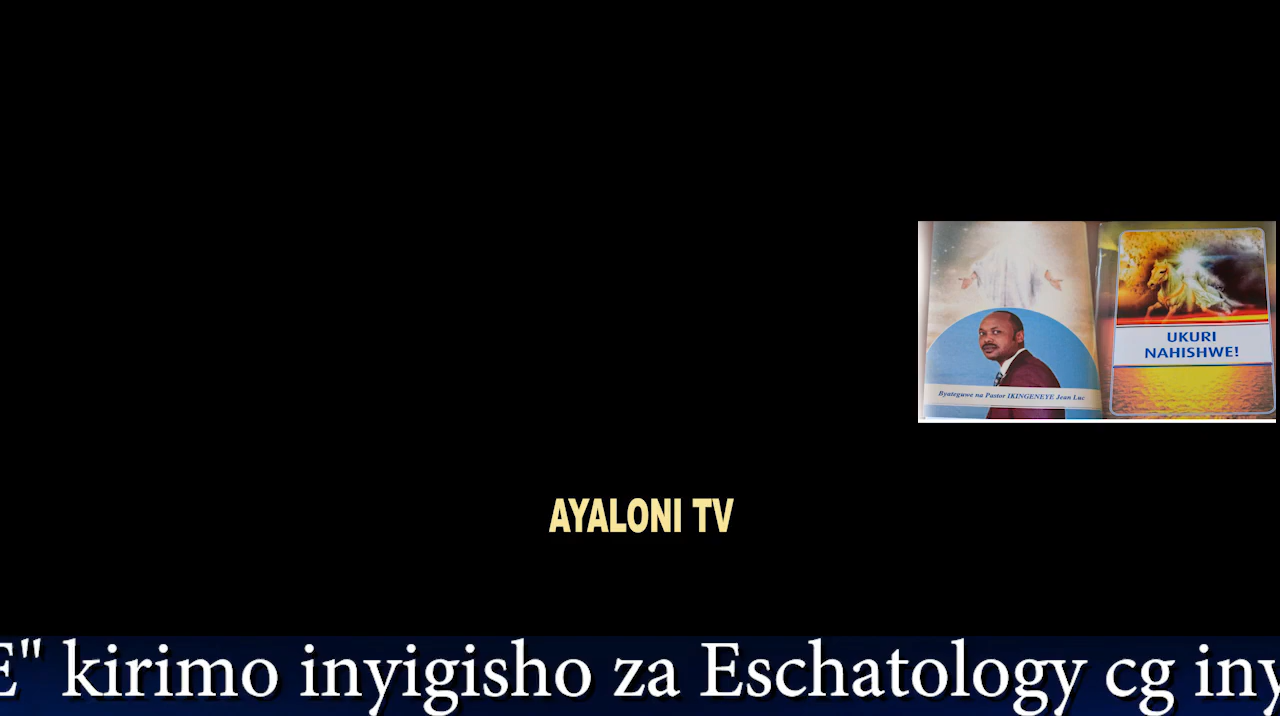 UKURI
NAHISHWE!
Byateguwe na Pastor IKINGENEYE Jean Luc
AYALONI TV
E" kirimo inyigisho za Eschatology cg iny